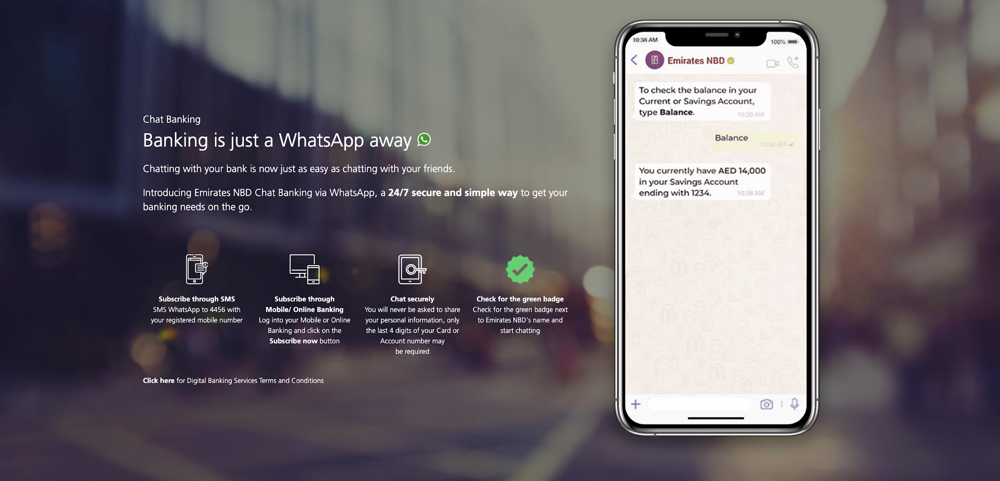 Chat Banking
Banking is just a WhatsApp away
Chatting with your bank is now just as easy as chatting with your friends.
Introducing Emirates NBD Chat Banking via WhatsApp, a 24/7 secure and simple way to get your
banking needs on the go.
Subscribe through SMS
SMS WhatsApp to 4456 with
your registered mobile number
Subscribe through
Mobile/ Online Banking
Log into your Mobile or Online
Banking and click on the
Subscribe now button
Chat securely
You will never be asked to share
your personal information, only
the last 4 digits of your Card or
Account number may
be required
Check for the green badge
Check for the green badge next
to Emirates NBD's name and
start chatting
Click here for Digital Banking Services Terms and Conditions
10:38 AM
100%
Emirates NBD
To check the balance in your
Current or Savings Account,
type Balance.
10:38 AM
Balance
10:38 AM
You currently have AED 14,000
in your Savings Account
ending with 1234.
10:38 AM